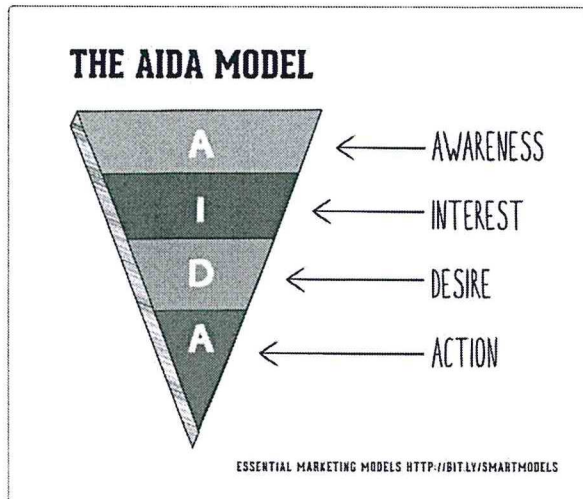 THE AIDA MODEL
A
AWARENESS
I
INTEREST
D
DESIRE
A
ACTION
ESSENTIAL MARKETING MODELS HTTP://BIT.LY/SMARTMODELS